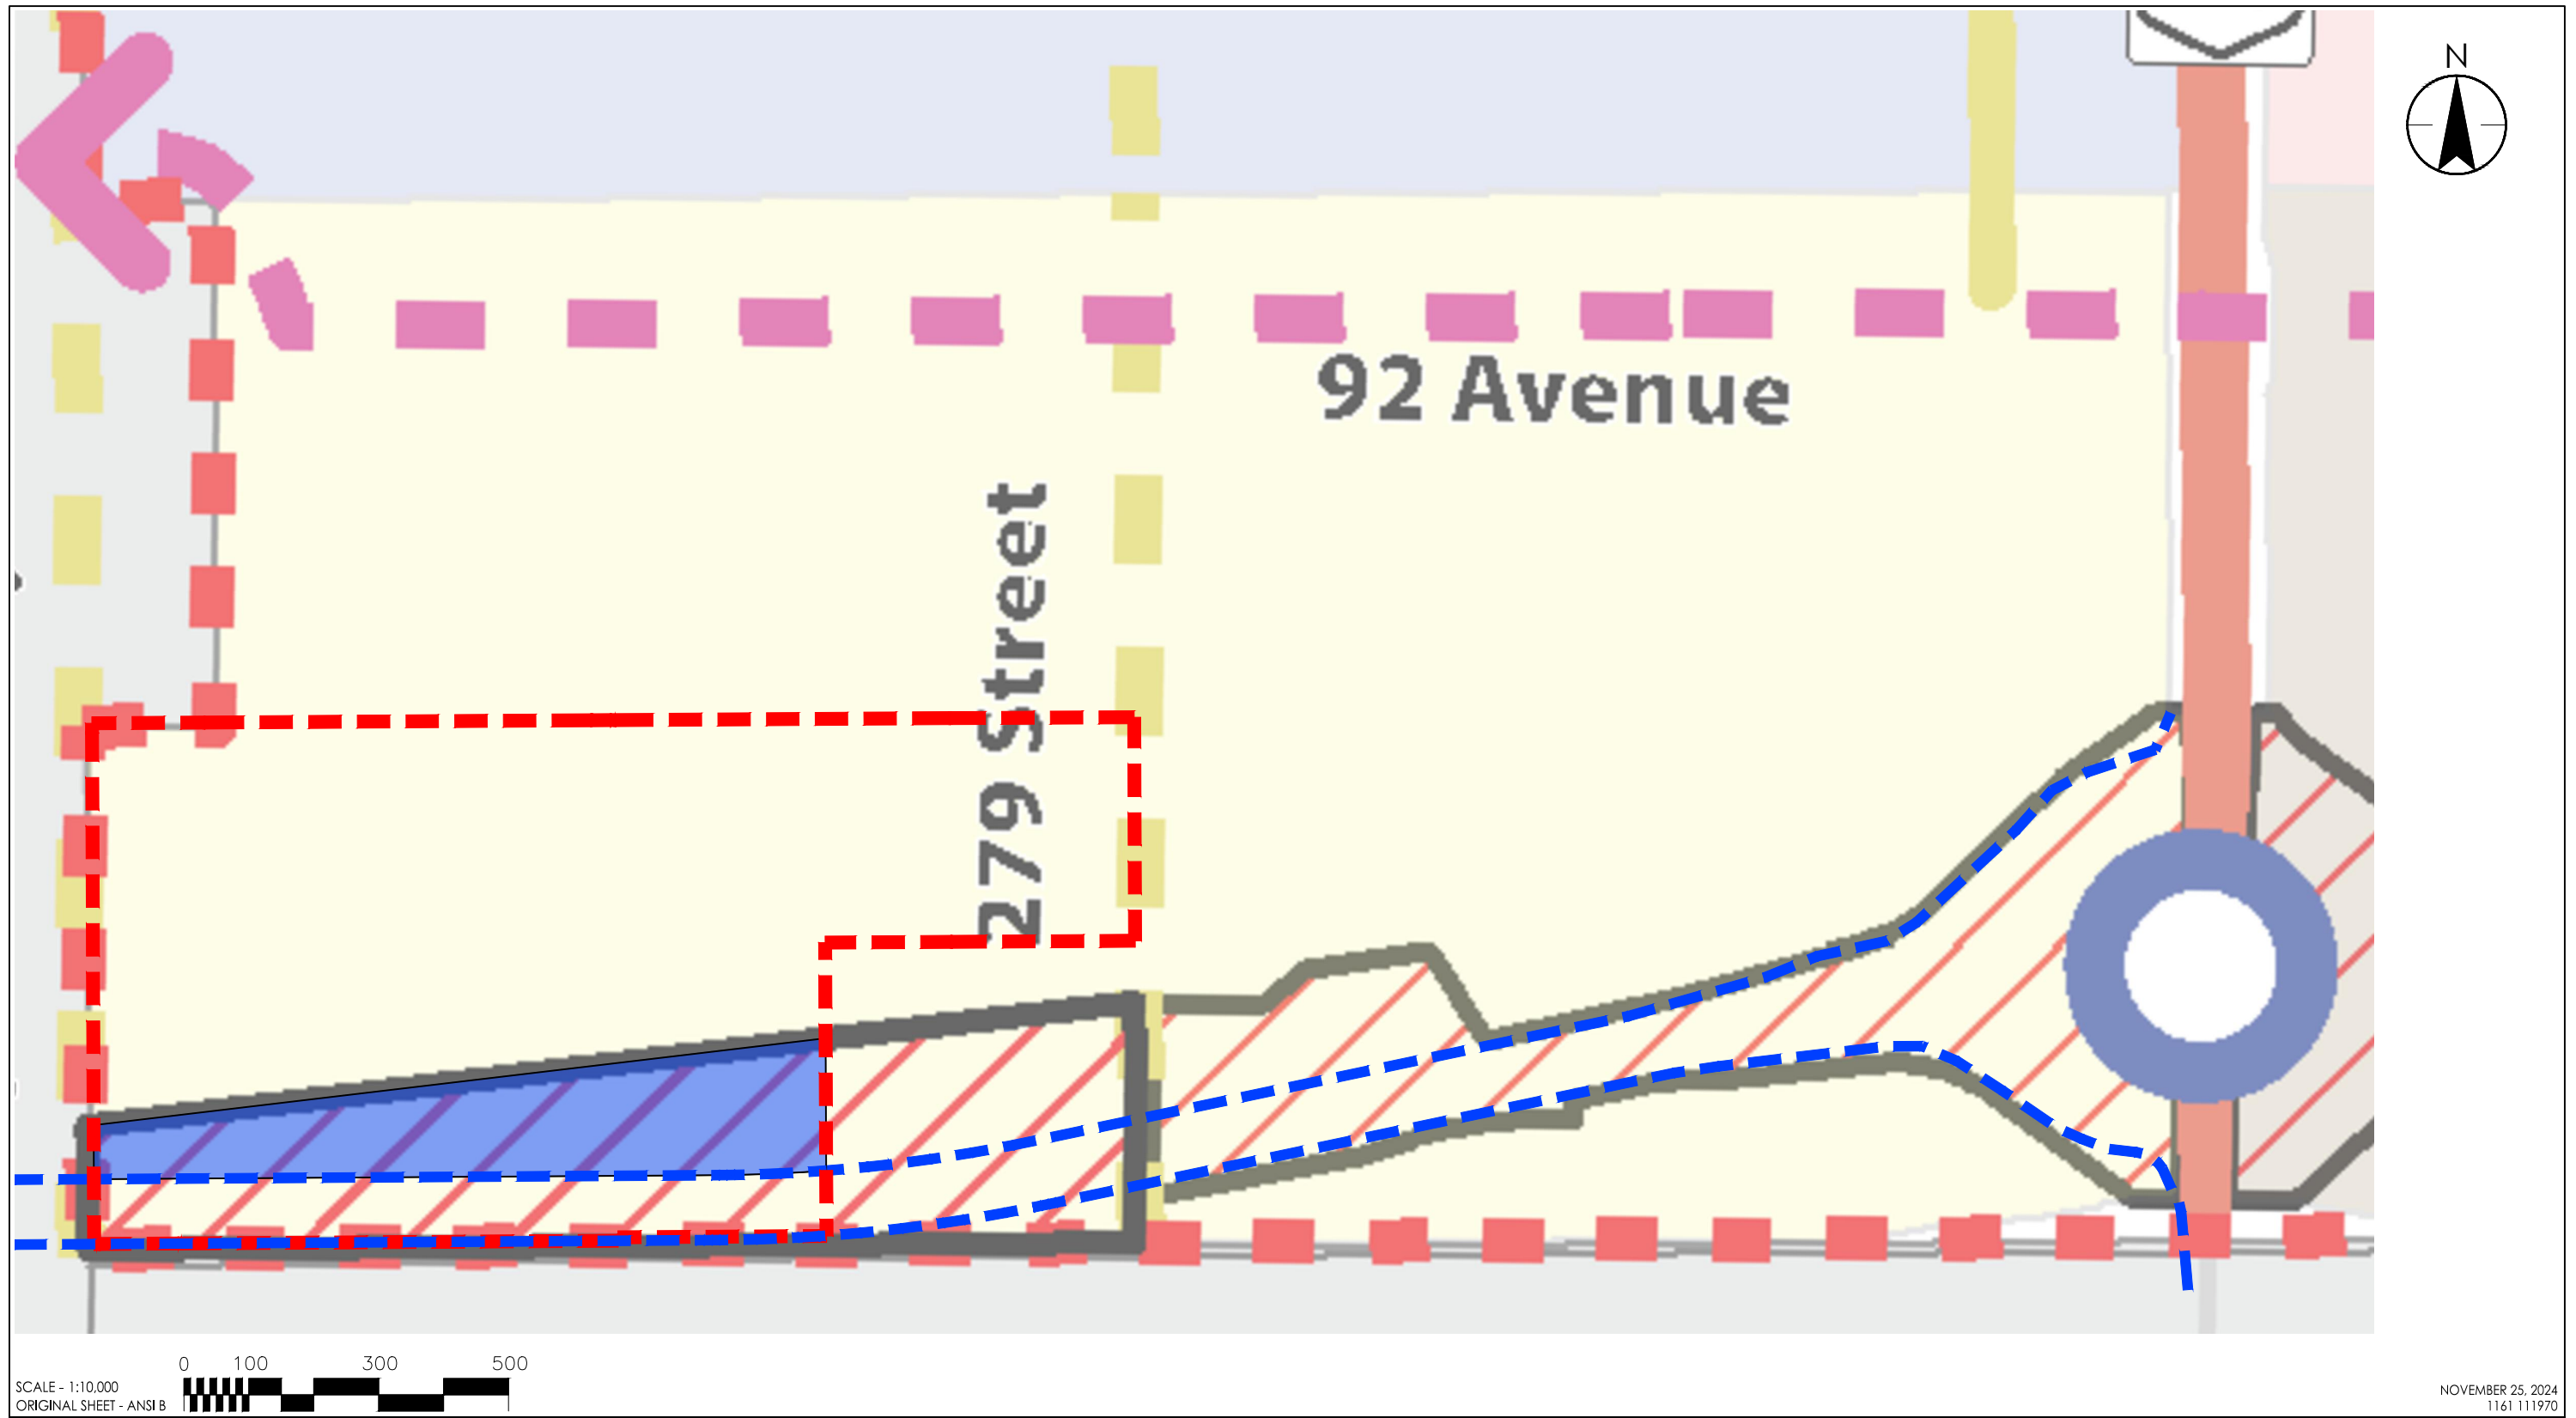 N
92 Avenue
279 Street
0 100 300 500
SCALE - 1:10,000
ORIGINAL SHEET - ANSI B
NOVEMBER 25, 2024
1161 111970